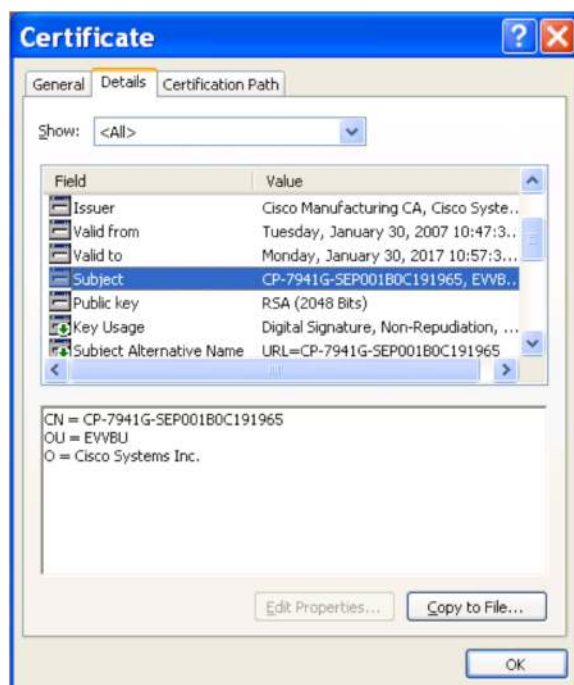 Certificate
General Details Certification Path
Show: <All>
Field Value
Issuer Cisco Manufacturing CA, Cisco Syste...
Valid from Tuesday, January 30, 2007 10:47:3...
Valid to Monday, January 30, 2017 10:57:3...
Subject CP-7941G-SEP001B0C191965, EVVB...
Public key RSA (2048 Bits)
Key Usage Digital Signature, Non-Repudiation, ...
Subject Alternative Name URL=CP-7941G-SEP001B0C191965
CN = CP-7941G-SEP001B0C191965
OU = EVVBU
O = Cisco Systems Inc.
Edit Properties... Copy to File...
OK